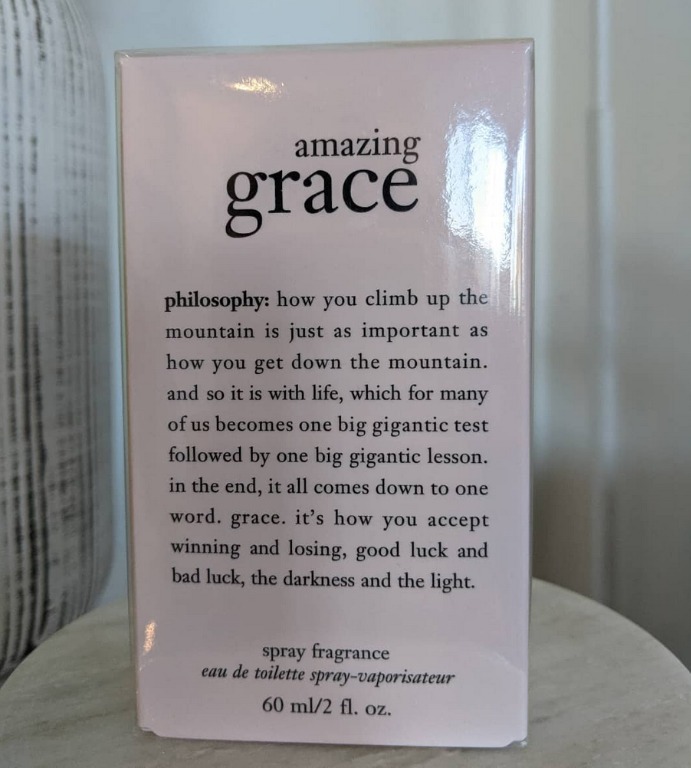 amazing
grace
philosophy: how you climb up the
mountain is just as important as
how you get down the mountain.
and so it is with life, which for many
of us becomes one big gigantic test
followed by one big gigantic lesson.
in the end, it all comes down to one
word. grace. it's how you accept
winning and losing, good luck and
bad luck, the darkness and the light.
spray fragrance
eau de toilette spray-vaporisateur
60 ml/2 fl. oz.